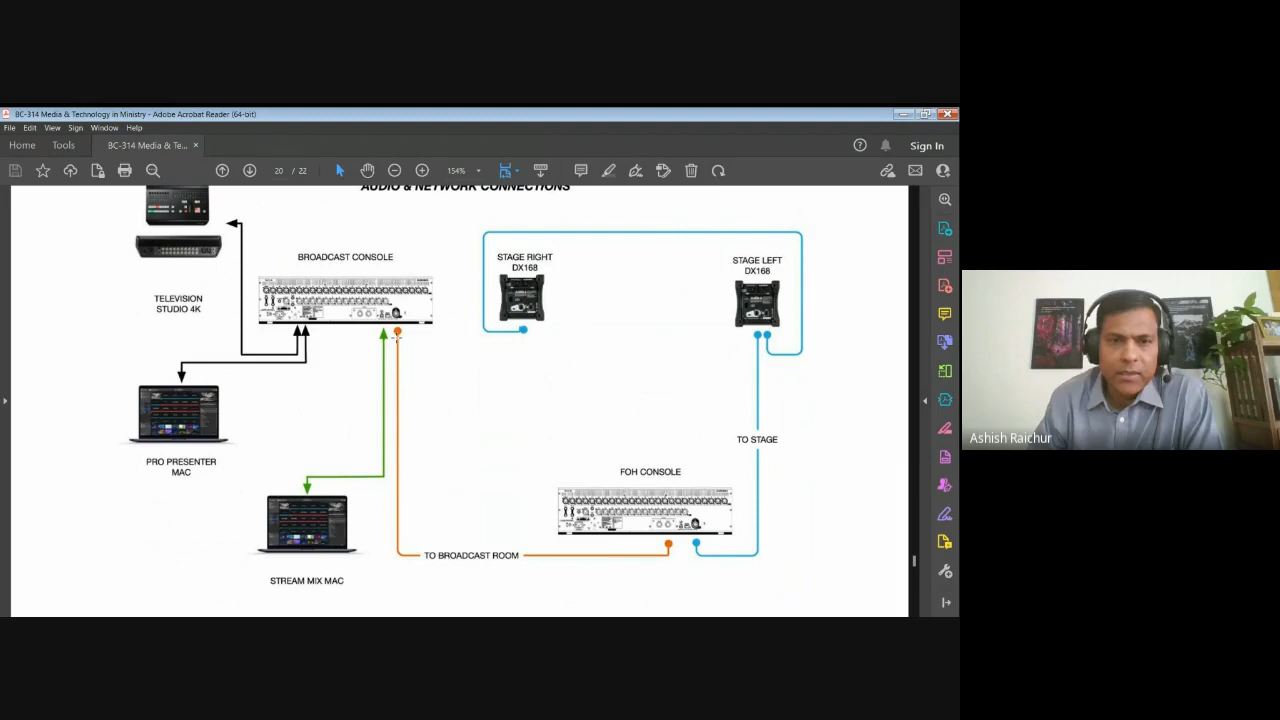 BC-314 Media & Technology in Ministry - Adobe Acrobat Reader (64-bit)
File Edit View Sign Window Help
Home Tools BC-314 Media & Te... × Sign In
20 / 22 154%
AUDIO & NETWORK CONNECTIONS
BROADCAST CONSOLE
STAGE RIGHT
DX168
STAGE LEFT
DX168
TELEVISION
STUDIO 4K
PRO PRESENTER
MAC
TO STAGE
FOH CONSOLE
TO BROADCAST ROOM
STREAM MIX MAC
Ashish Raichur